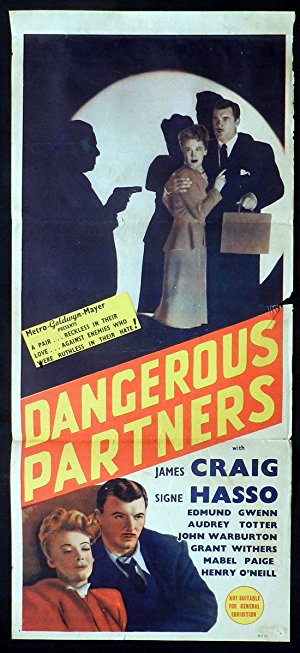 Metro-Goldwyn-Mayer
PRESENTS
A PAIR... RECKLESS IN THEIR
LOVE... AGAINST ENEMIES WHO
WERE RUTHLESS IN THEIR HATE!
DANGEROUS
PARTNERS
with
JAMES CRAIG
SIGNE HASSO
EDMUND GWENN
AUDREY TOTTER
JOHN WARBURTON
GRANT WITHERS
MABEL PAIGE
HENRY O'NEILL
NOT SUITABLE
FOR GENERAL
EXHIBITION